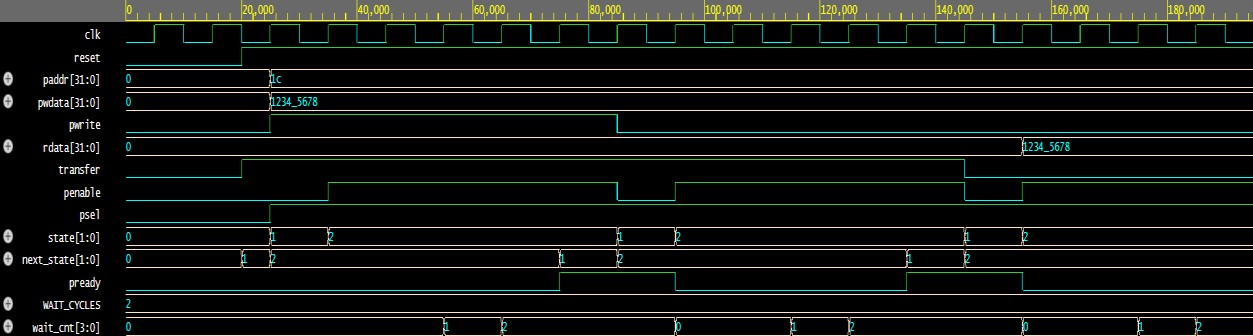 0 20,000 40,000 60,000 80,000 100,000 120,000 140,000 160,000 180,000
clk
reset
paddr[31:0] 0 1c
pwdata[31:0] 0 1234_5678
pwrite
rdata[31:0] 0 1234_5678
transfer
penable
psel
state[1:0] 0 1 2 1 2 1 2
next_state[1:0] 0 1 2 1 2 1 2
pready
WAIT_CYCLES 2
wait_cnt[3:0] 0 1 2 0 1 2 0 1 2